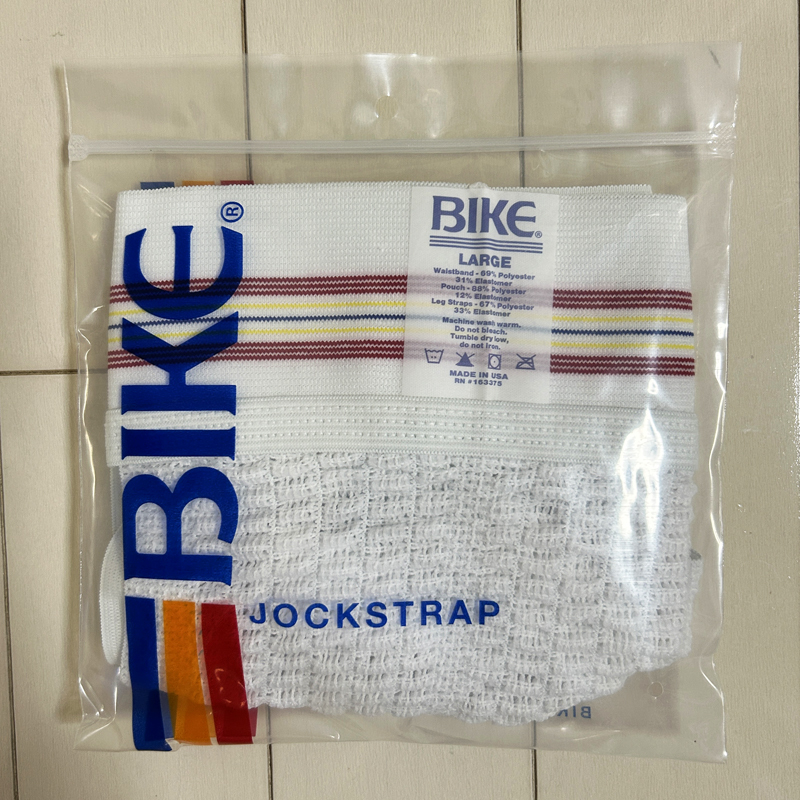 BIKE®
BIKE®
LARGE
Waistband - 69% Polyester
31% Elastomer
Pouch - 88% Polyester
12% Elastomer
Leg Straps - 67% Polyester
33% Elastomer
Machine wash warm.
Do not bleach.
Tumble dry low,
do not iron.
MADE IN USA
RN # 163375
JOCKSTRAP
BIK